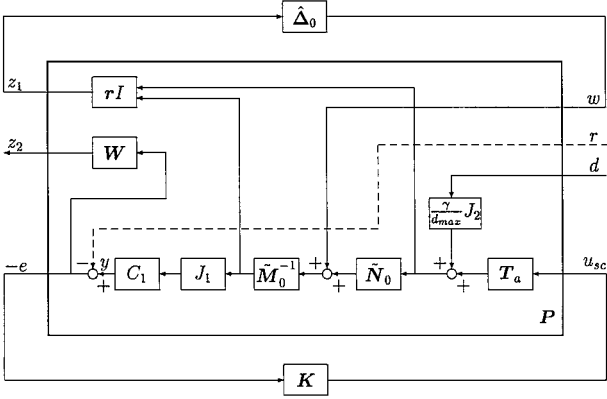 Δ̂₀
z₁
rI
w
r
z₂
W
d
γ/d_max J₂
−e
−
y
+
C₁
J₁
M̃₀⁻¹
+
+
Ñ₀
+
+
T_a
u_sc
P
K